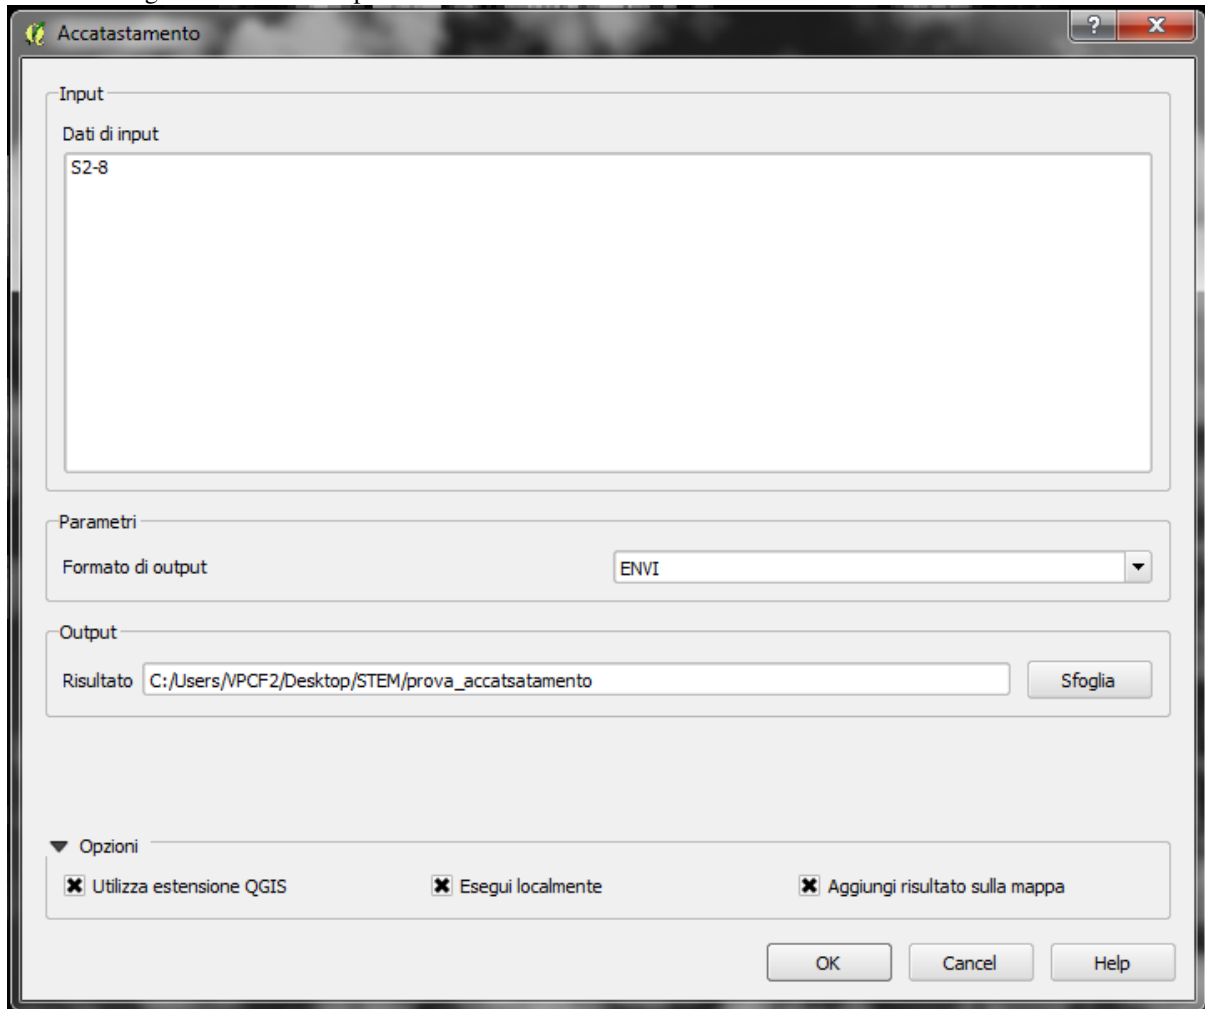 Accatastamento
Input
Dati di input
S2-8
Parametri
Formato di output ENVI
Output
Risultato C:/Users/VPCF2/Desktop/STEM/prova_accatsatamento Sfoglia
Opzioni
Utilizza estensione QGIS Esegui localmente Aggiungi risultato sulla mappa
OK Cancel Help